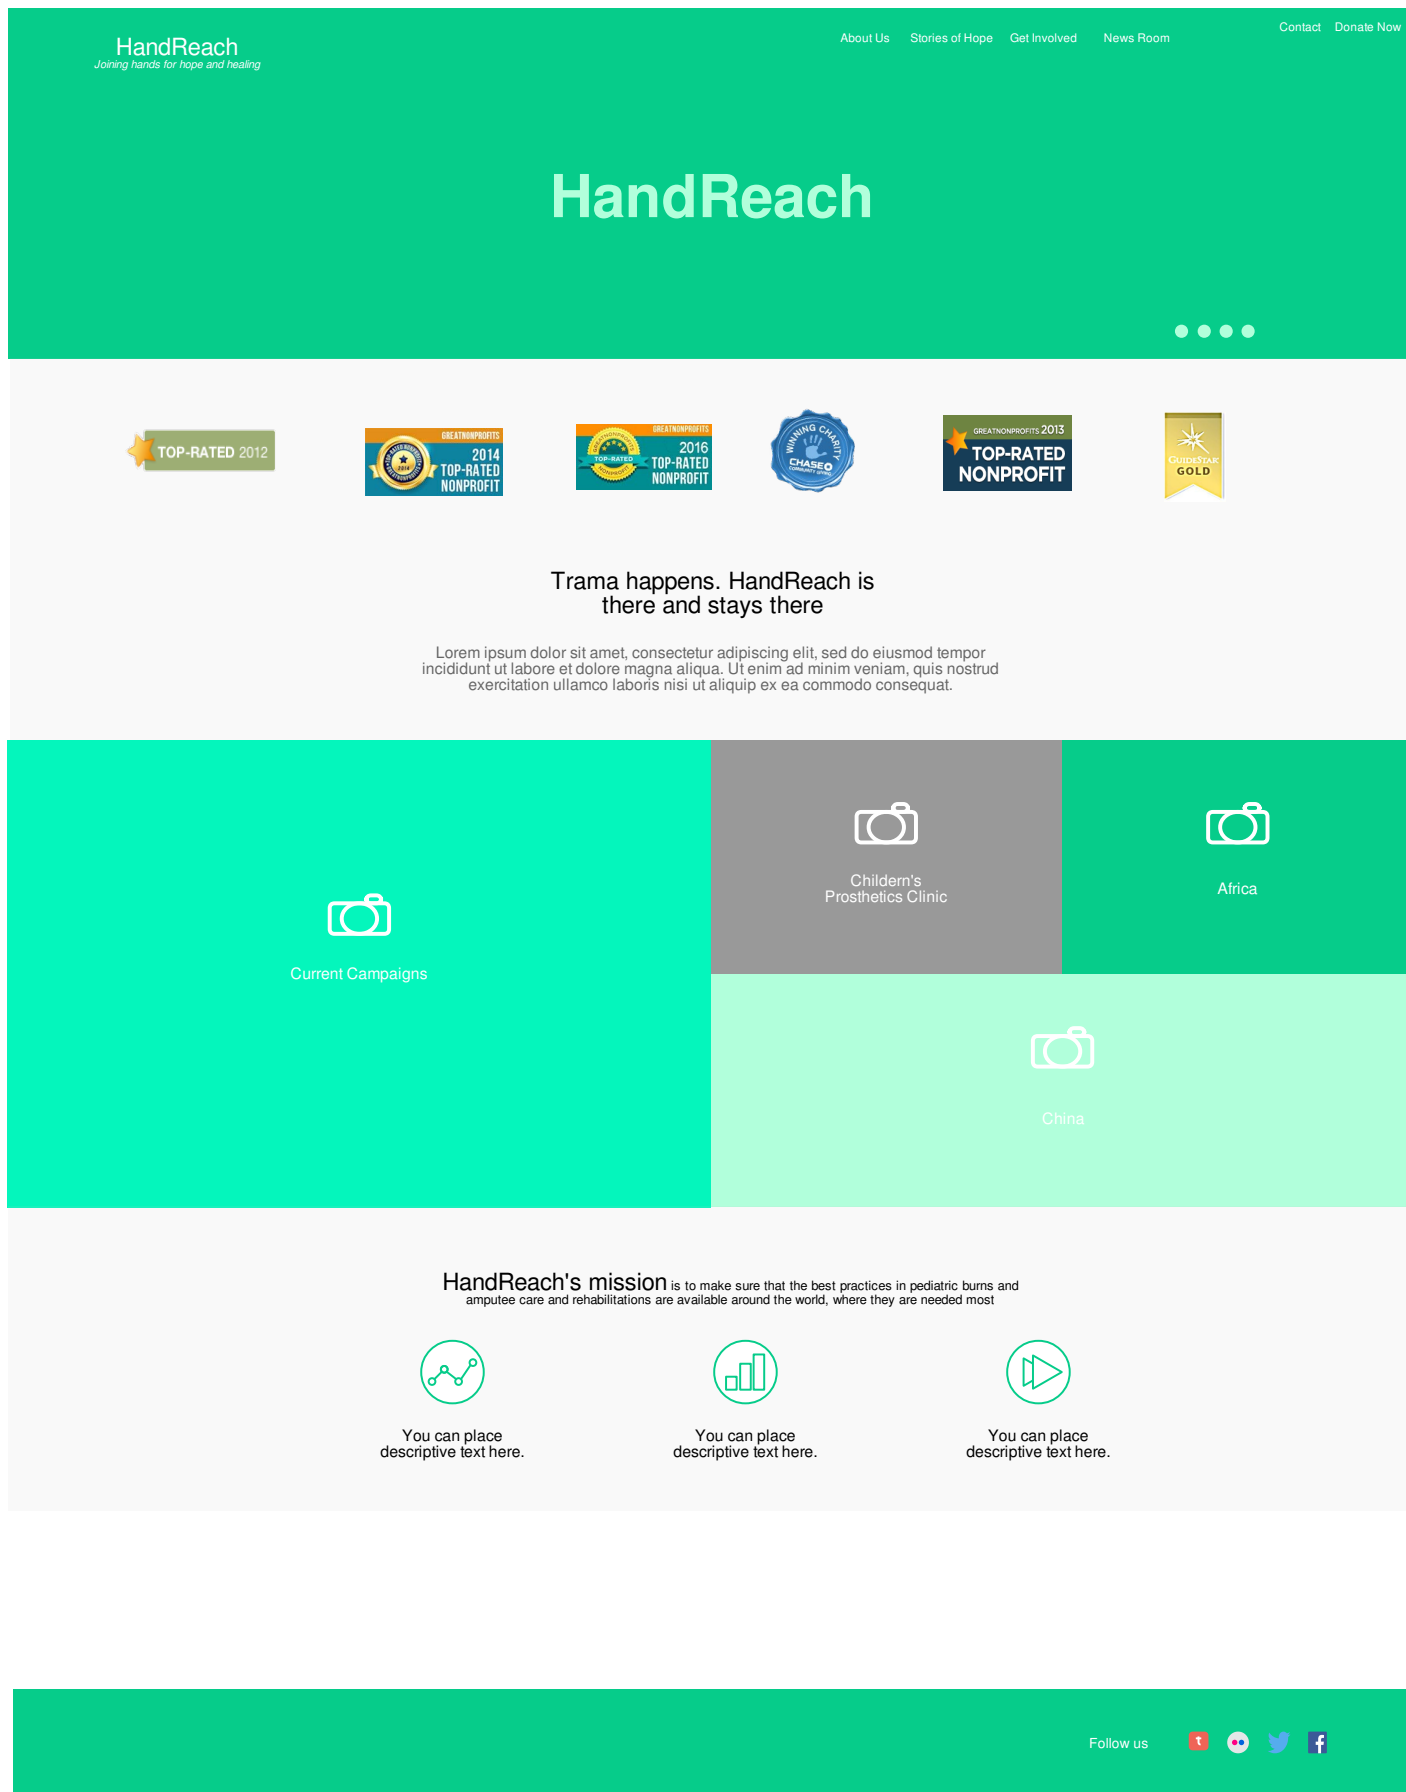 HandReach
Joining hands for hope and healing
About Us
Stories of Hope
Get Involved
News Room
Contact
Donate Now
HandReach
TOP-RATED 2012
GREATNONPROFITS
2014
TOP-RATED
NONPROFIT
GREATNONPROFITS
2016
TOP-RATED
NONPROFIT
TOP-RATED
WINNING CHARITY
CHASE
COMMUNITY GIVING
GREATNONPROFITS 2013
TOP-RATED
NONPROFIT
GUIDESTAR
GOLD
Trama happens. HandReach is
there and stays there
Lorem ipsum dolor sit amet, consectetur adipiscing elit, sed do eiusmod tempor
incididunt ut labore et dolore magna aliqua. Ut enim ad minim veniam, quis nostrud
exercitation ullamco laboris nisi ut aliquip ex ea commodo consequat.
Current Campaigns
Childern's
Prosthetics Clinic
Africa
China
HandReach's mission is to make sure that the best practices in pediatric burns and
amputee care and rehabilitations are available around the world, where they are needed most
You can place
descriptive text here.
You can place
descriptive text here.
You can place
descriptive text here.
Follow us